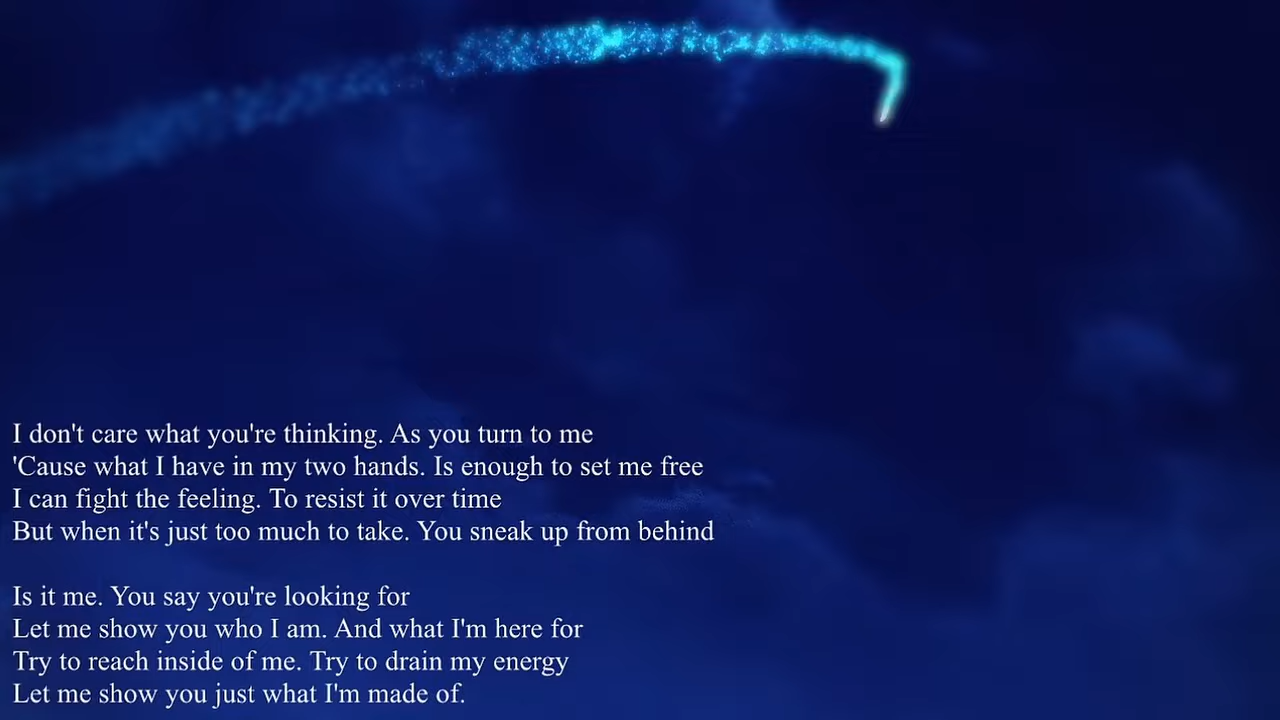 I don't care what you're thinking. As you turn to me
'Cause what I have in my two hands. Is enough to set me free
I can fight the feeling. To resist it over time
But when it's just too much to take. You sneak up from behind
Is it me. You say you're looking for
Let me show you who I am. And what I'm here for
Try to reach inside of me. Try to drain my energy
Let me show you just what I'm made of.